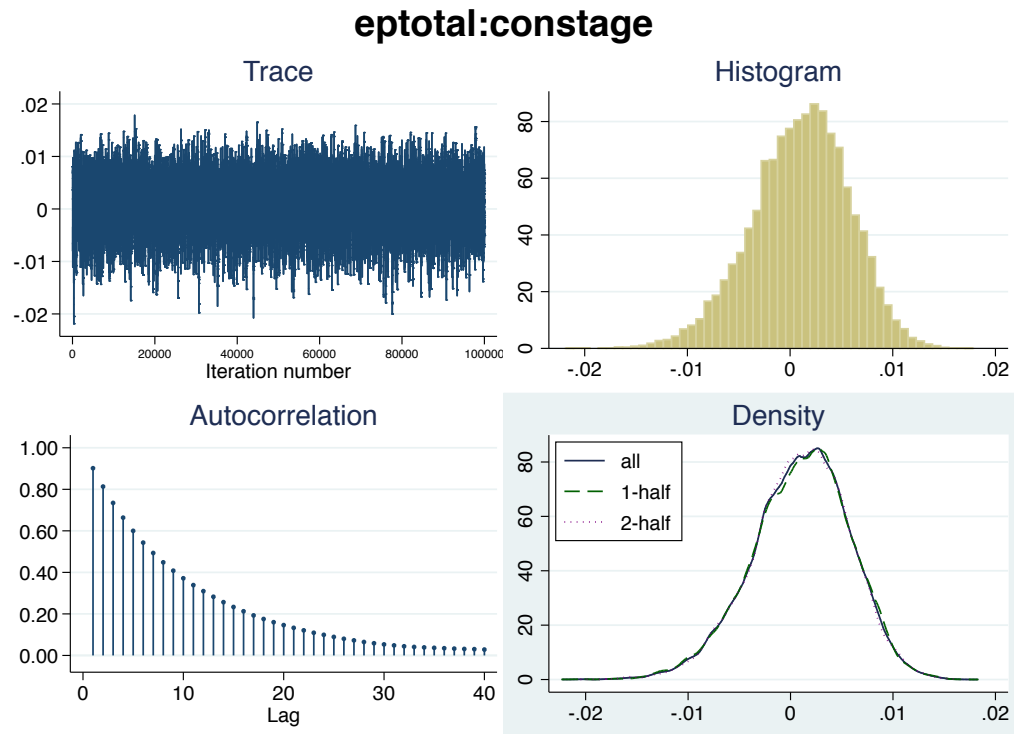 eptotal:constage
Trace
.02
.01
0
-.01
-.02
0 20000 40000 60000 80000 100000
Iteration number
Histogram
80
60
40
20
0
-.02 -.01 0 .01 .02
Autocorrelation
1.00
0.80
0.60
0.40
0.20
0.00
0 10 20 30 40
Lag
Density
all
1-half
2-half
80
60
40
20
0
-.02 -.01 0 .01 .02